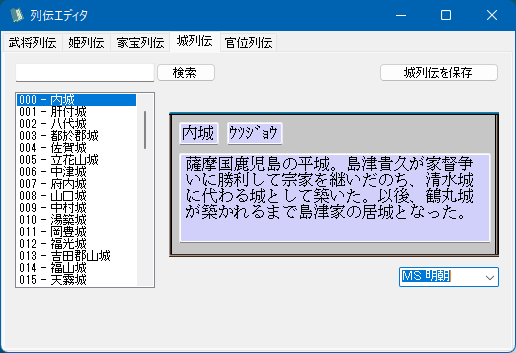 列伝エディタ
武将列伝 姫列伝 家宝列伝 城列伝 官位列伝
検索 城列伝を保存
000 - 内城
001 - 肝付城
002 - 八代城
003 - 都於郡城
004 - 佐賀城
005 - 立花山城
006 - 中津城
007 - 府内城
008 - 山口城
009 - 中村城
010 - 湯築城
011 - 岡豊城
012 - 福光城
013 - 吉田郡山城
014 - 福山城
015 - 天霧城
内城 ｳﾂｼﾞｮｳ
薩摩国鹿児島の平城。島津貴久が家督争
いに勝利して宗家を継いだのち、清水城
に代わる城として築いた。以後、鶴丸城
が築かれるまで島津家の居城となった。
MS 明朝